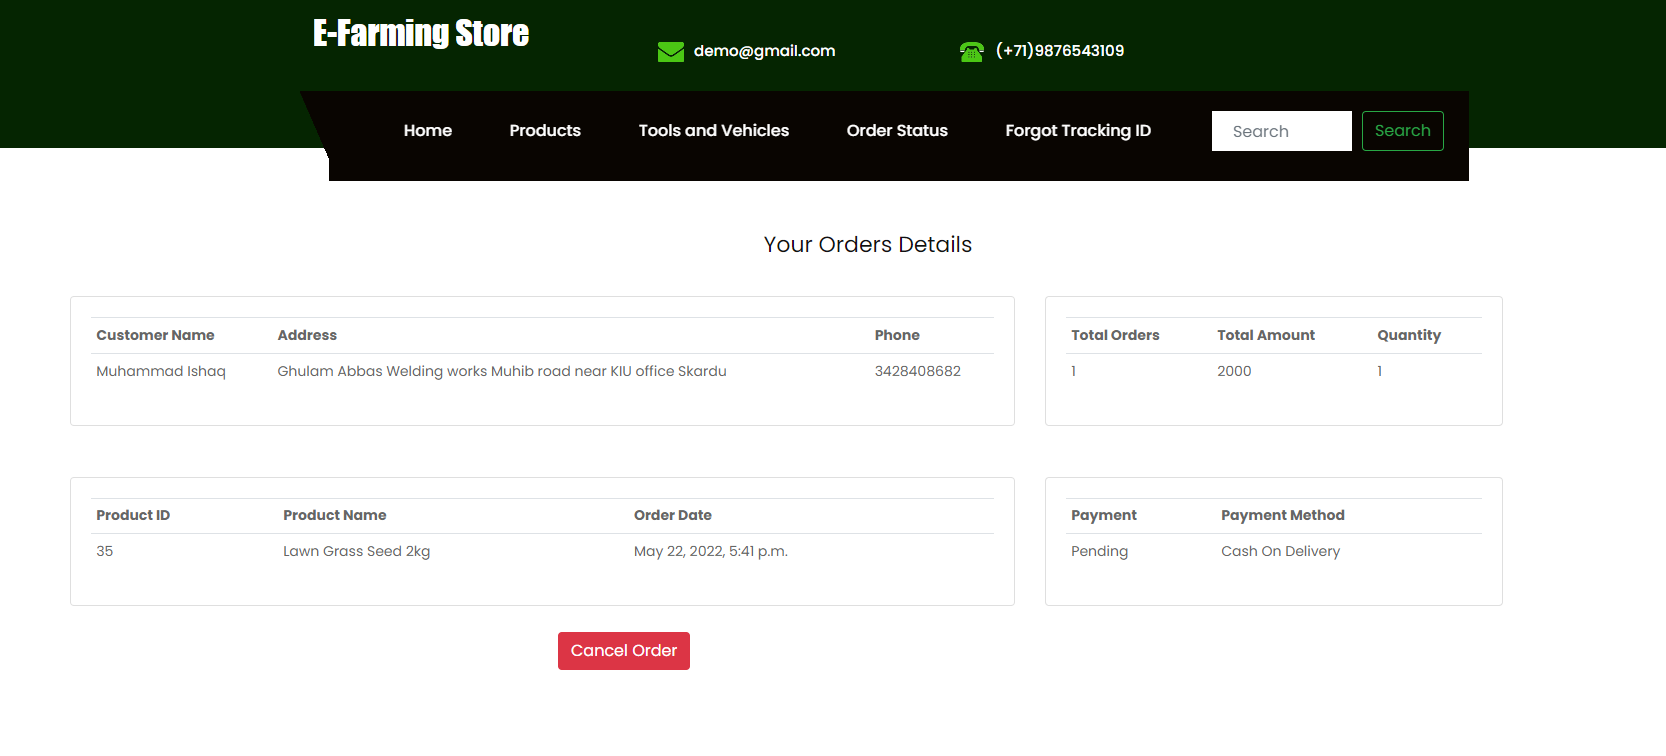 E-Farming Store
demo@gmail.com (+71)9876543109
Home Products Tools and Vehicles Order Status Forgot Tracking ID Search Search
Your Orders Details
Customer Name Address Phone
Muhammad Ishaq Ghulam Abbas Welding works Muhib road near KIU office Skardu 3428408682
Total Orders Total Amount Quantity
1 2000 1
Product ID Product Name Order Date
35 Lawn Grass Seed 2kg May 22, 2022, 5:41 p.m.
Payment Payment Method
Pending Cash On Delivery
Cancel Order